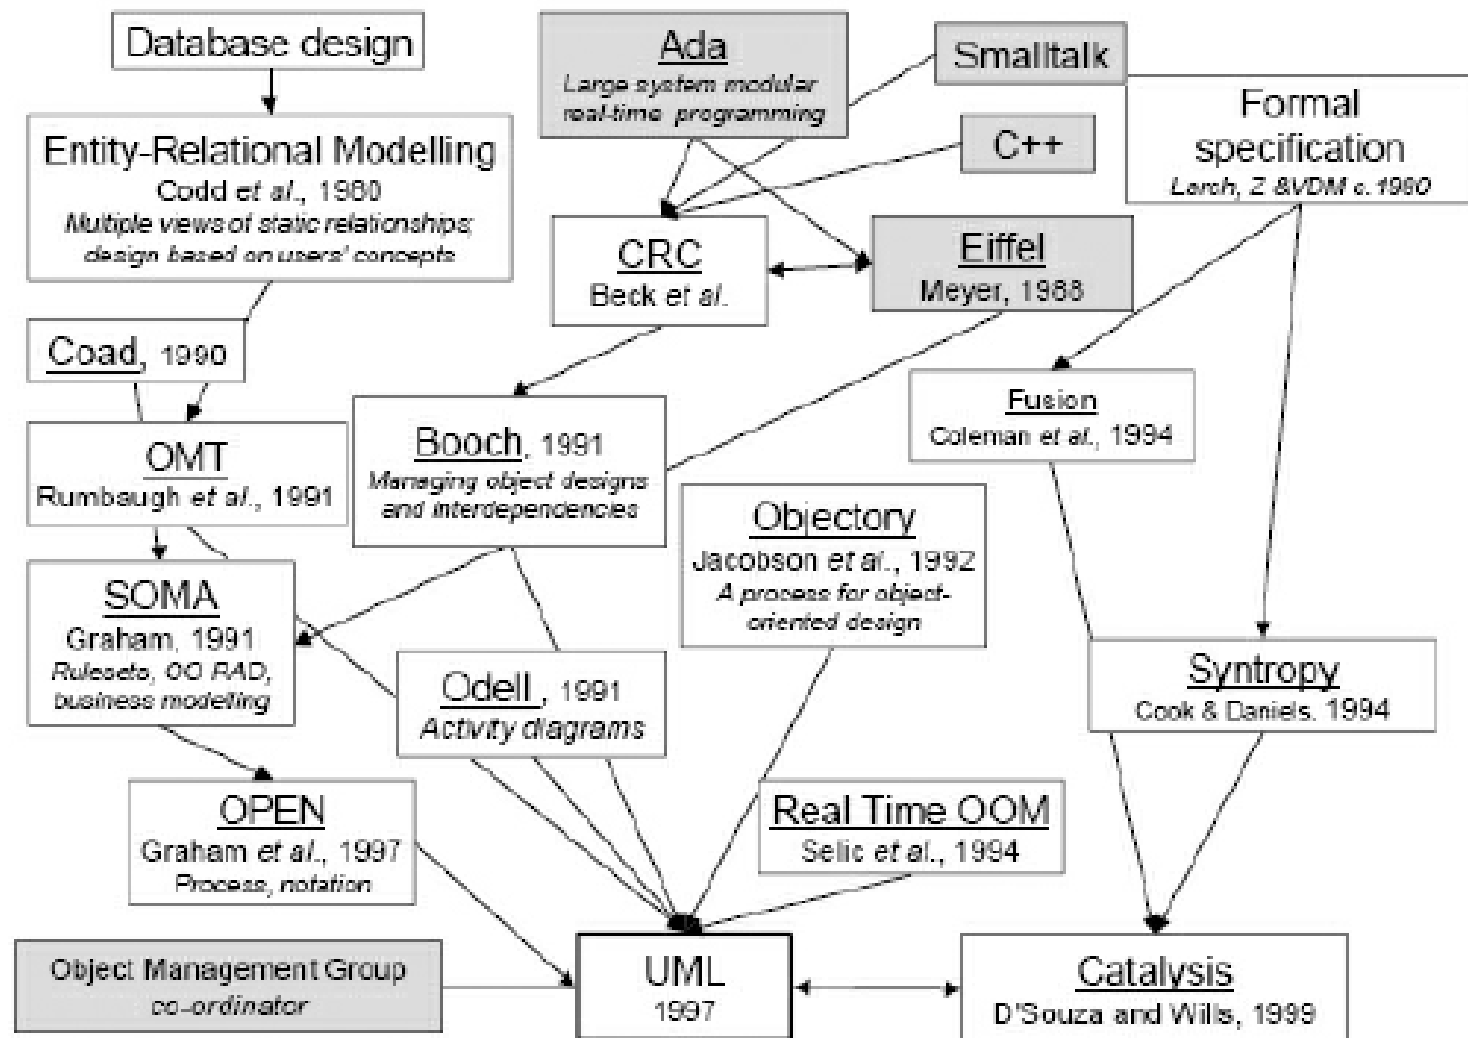 Database design
Ada
Large system modular
real-time programming
Smalltalk
C++
Formal
specification
Larch, Z &VDM c. 1980
Entity-Relational Modelling
Codd et al., 1980
Multiple views of static relationships;
design based on users' concepts
CRC
Beck et al.
Eiffel
Meyer, 1988
Coad, 1990
OMT
Rumbaugh et al., 1991
Booch, 1991
Managing object designs
and interdependencies
Fusion
Coleman et al., 1994
Objectory
Jacobson et al., 1992
A process for object-
oriented design
SOMA
Graham, 1991
Rulesets, OO RAD,
business modelling
Odell, 1991
Activity diagrams
Syntropy
Cook & Daniels, 1994
OPEN
Graham et al., 1997
Process, notation
Real Time OOM
Selic et al., 1994
Object Management Group
co-ordinator
UML
1997
Catalysis
D'Souza and Wills, 1999